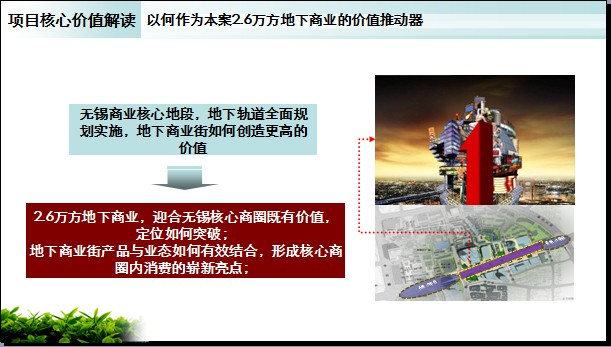 项目核心价值解读
以何作为本案2.6万方地下商业的价值推动器
无锡商业核心地段，地下轨道全面规
划实施，地下商业街如何创造更高的
价值
2.6万方地下商业，迎合无锡核心商圈既有价值，
定位如何突破；
地下商业街产品与业态如何有效结合，形成核心商
圈内消费的崭新亮点；
1